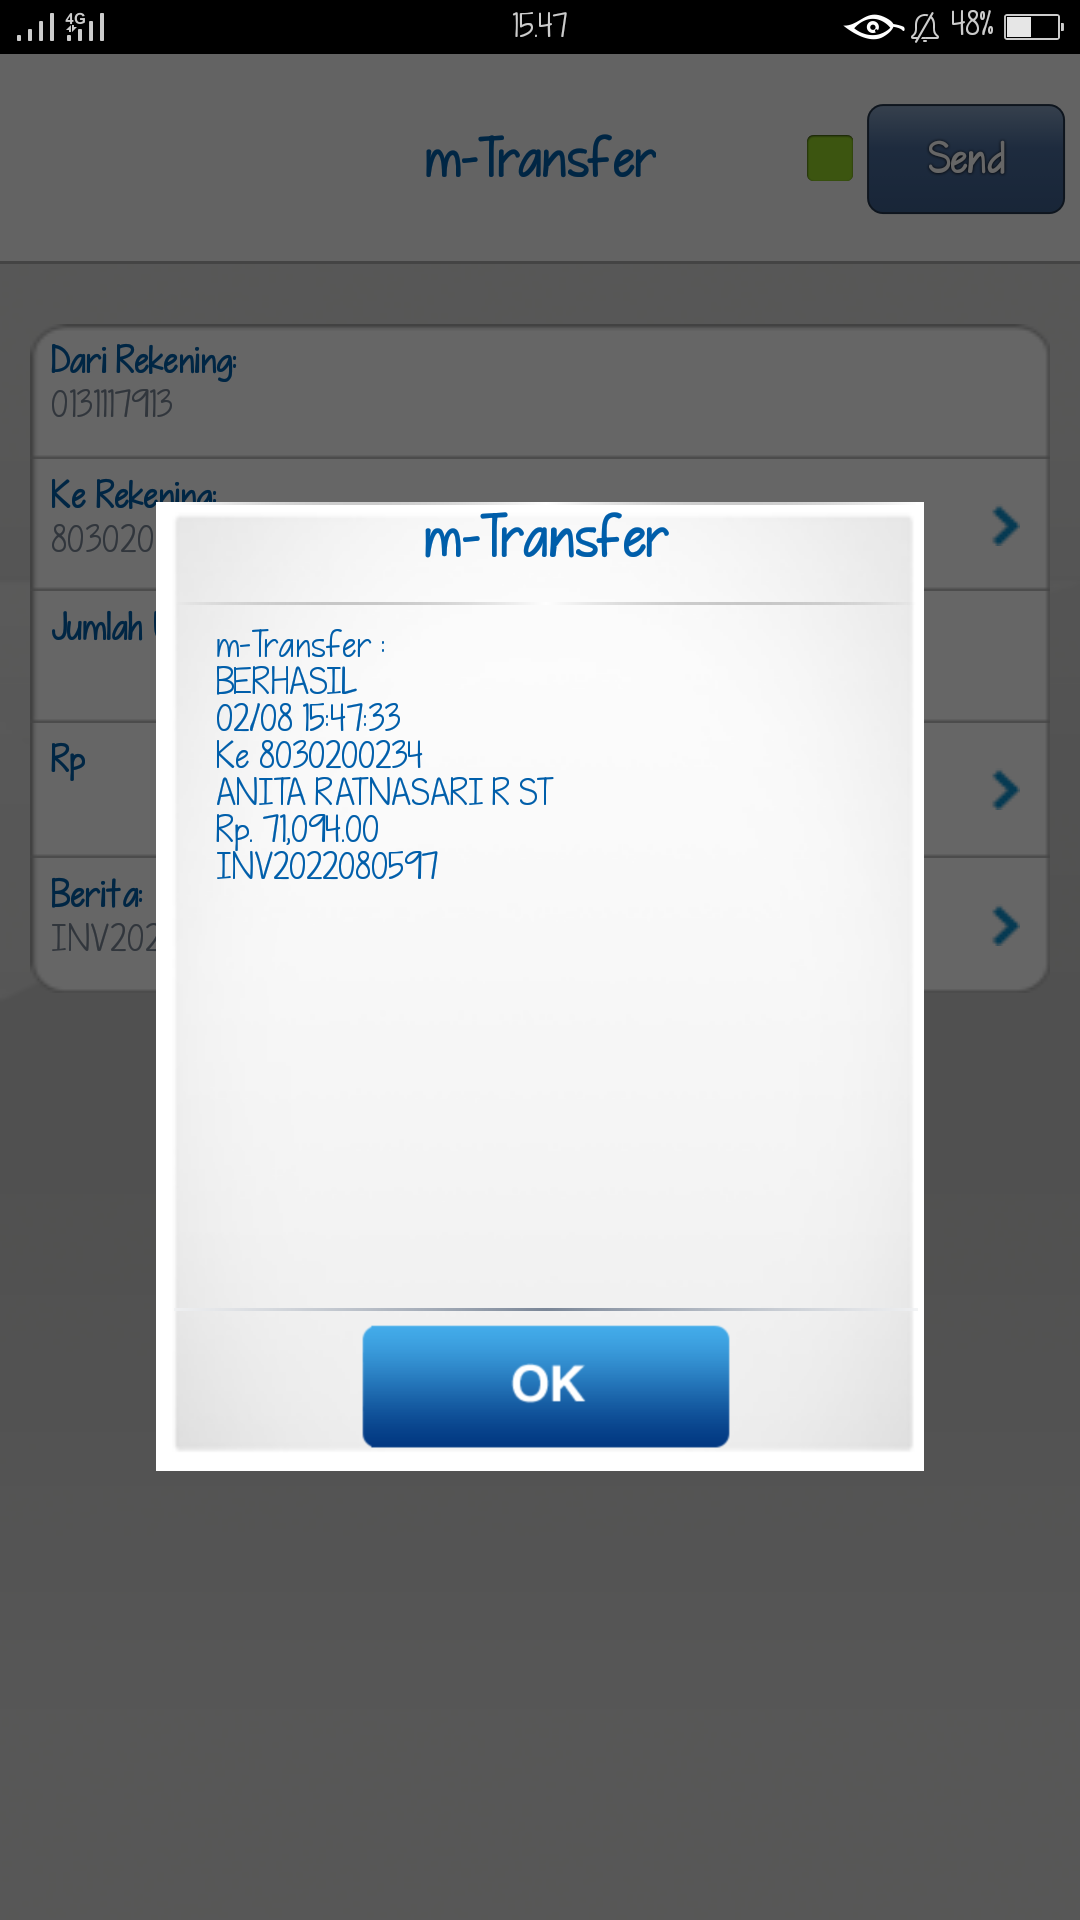 4G
15.47
48%
m-Transfer
Send
Dari Rekening:
0131117913
Ke Rekening:
803020
Jumlah
Rp
Berita:
INV202
m-Transfer
m-Transfer :
BERHASIL
02/08 15:47:33
Ke 8030200234
ANITA RATNASARI R ST
Rp. 71,094.00
INV2022080597
OK